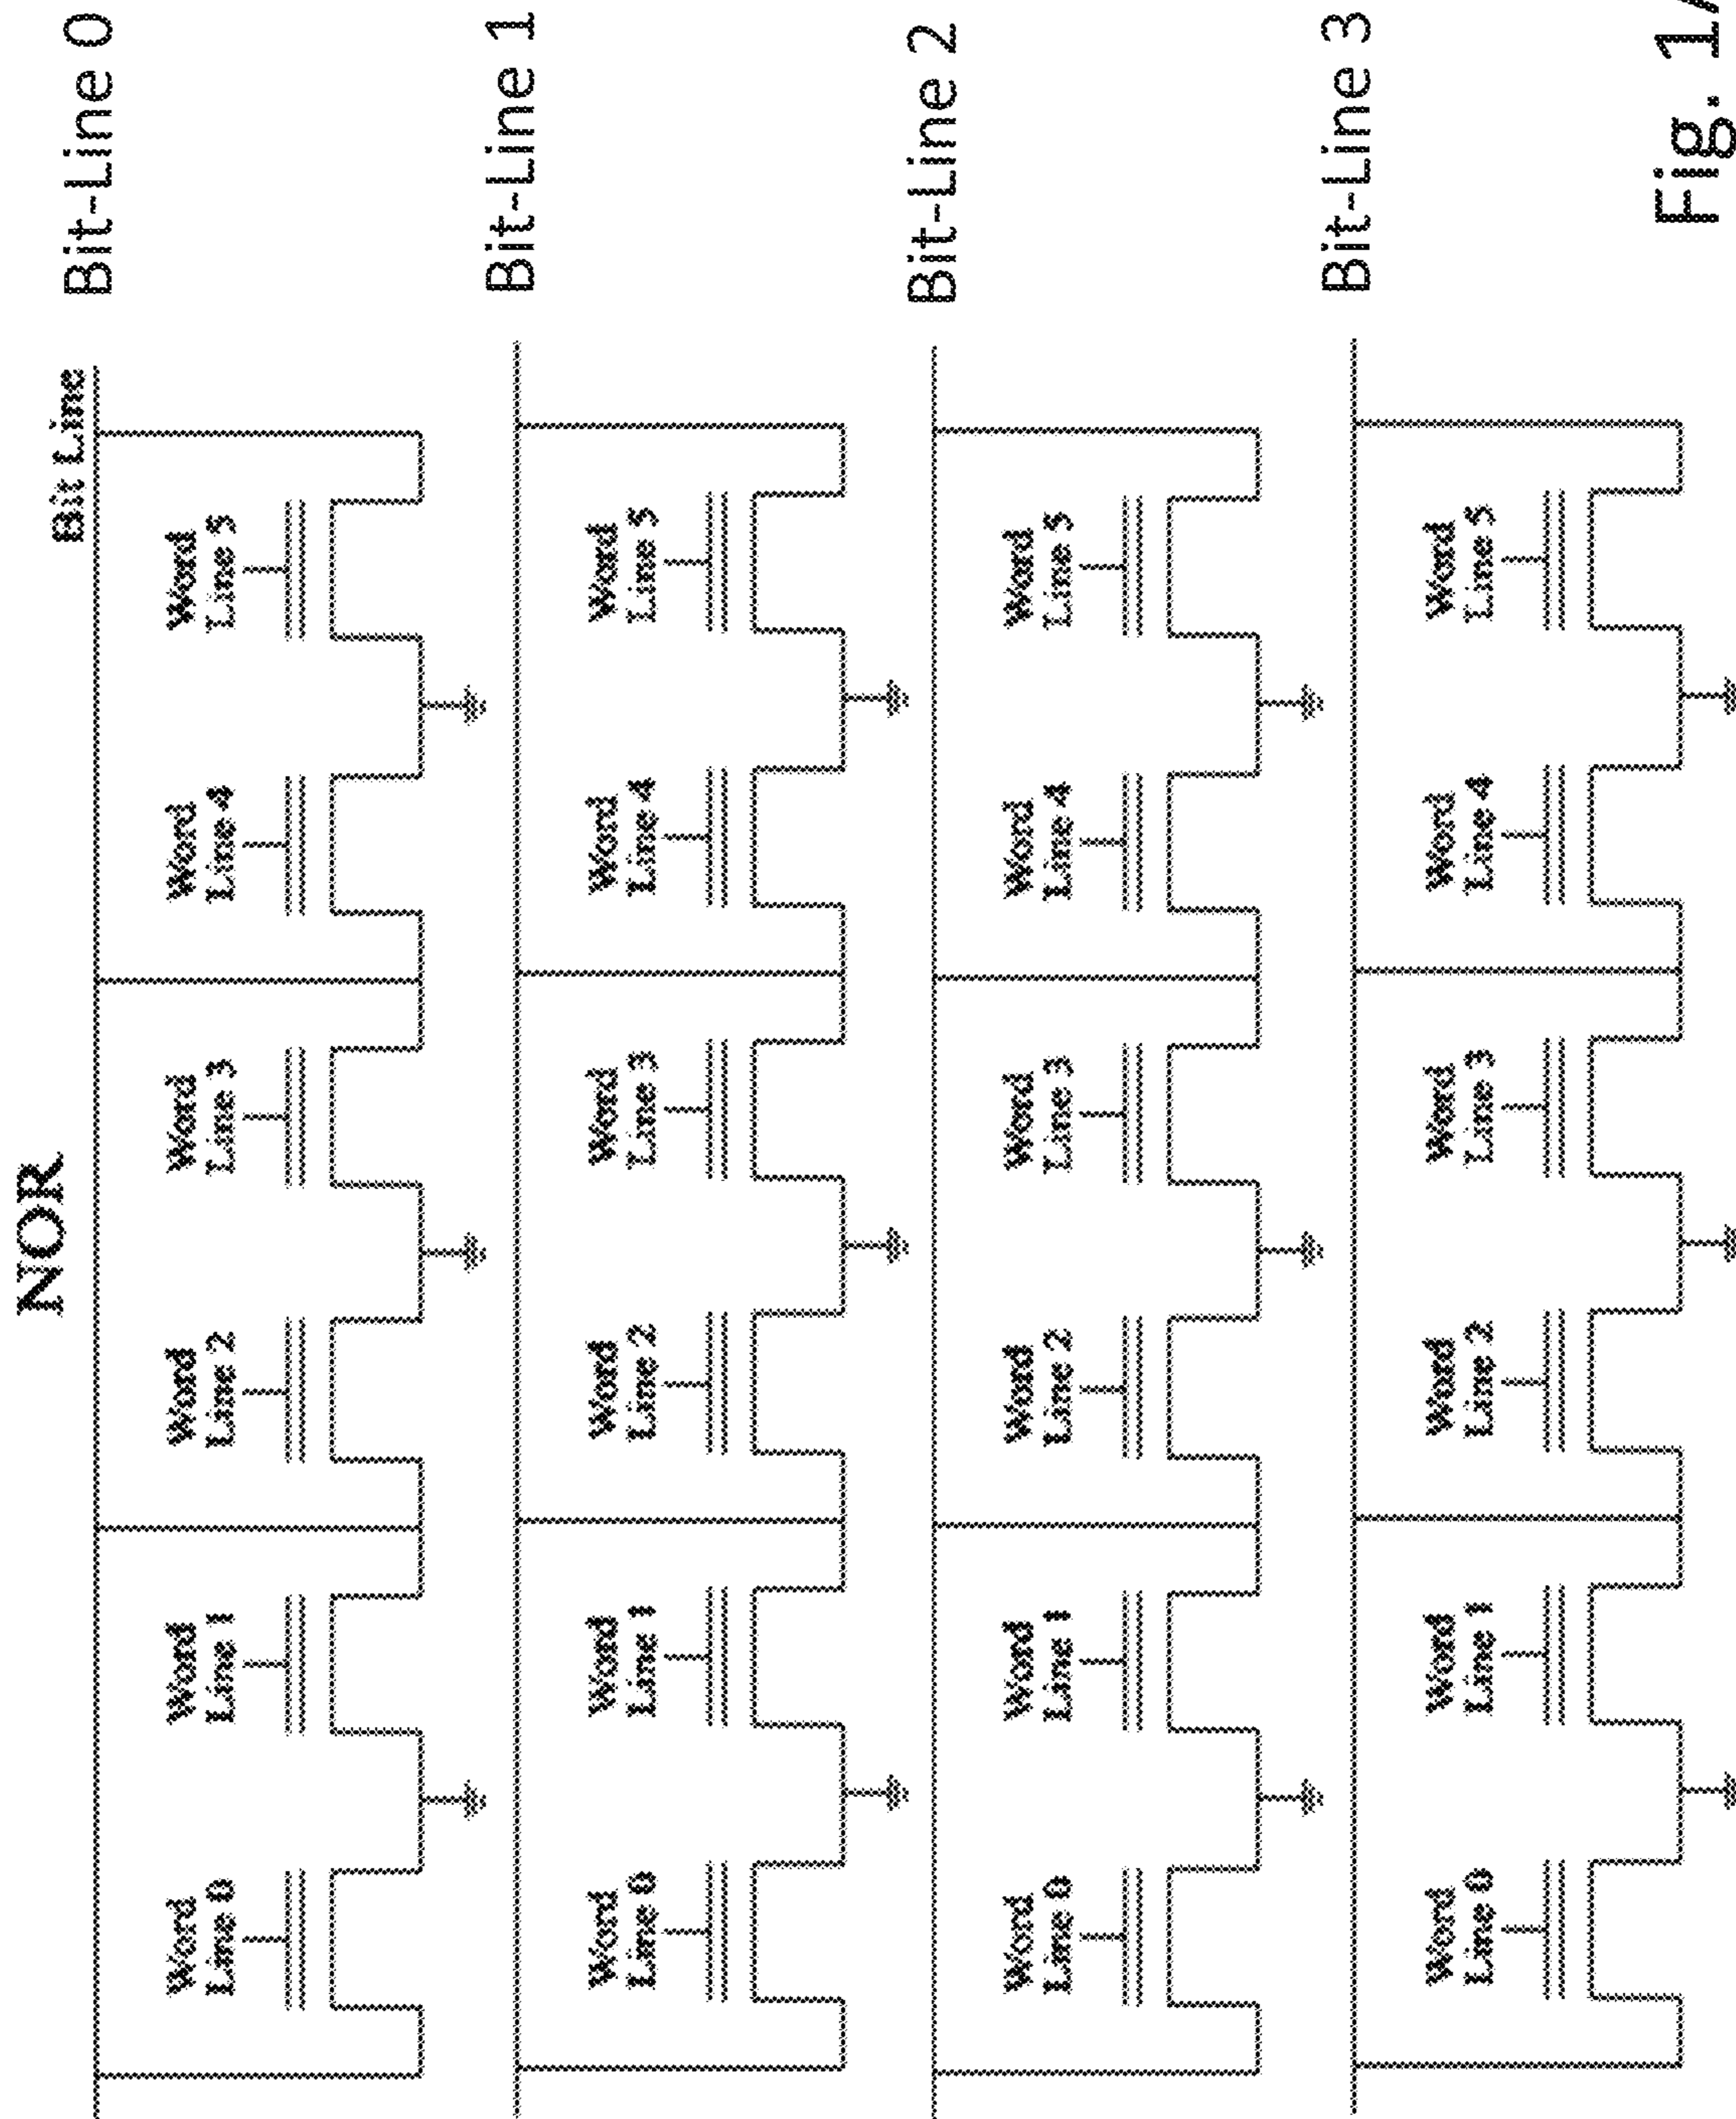 NOR
Bit Line
Bit-Line 0
Word
Line 0
Word
Line 1
Word
Line 2
Word
Line 3
Word
Line 4
Word
Line 5
Bit-Line 1
Word
Line 0
Word
Line 1
Word
Line 2
Word
Line 3
Word
Line 4
Word
Line 5
Bit-Line 2
Word
Line 0
Word
Line 1
Word
Line 2
Word
Line 3
Word
Line 4
Word
Line 5
Bit-Line 3
Word
Line 0
Word
Line 1
Word
Line 2
Word
Line 3
Word
Line 4
Word
Line 5
Fig. 1A